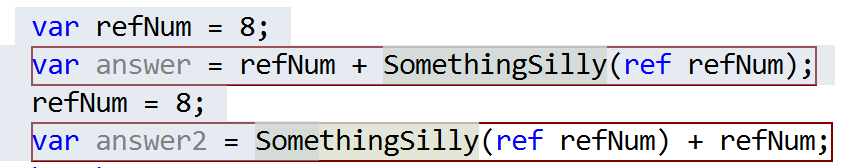 var refNum = 8;
var answer = refNum + SomethingSilly(ref refNum);
refNum = 8;
var answer2 = SomethingSilly(ref refNum) + refNum;